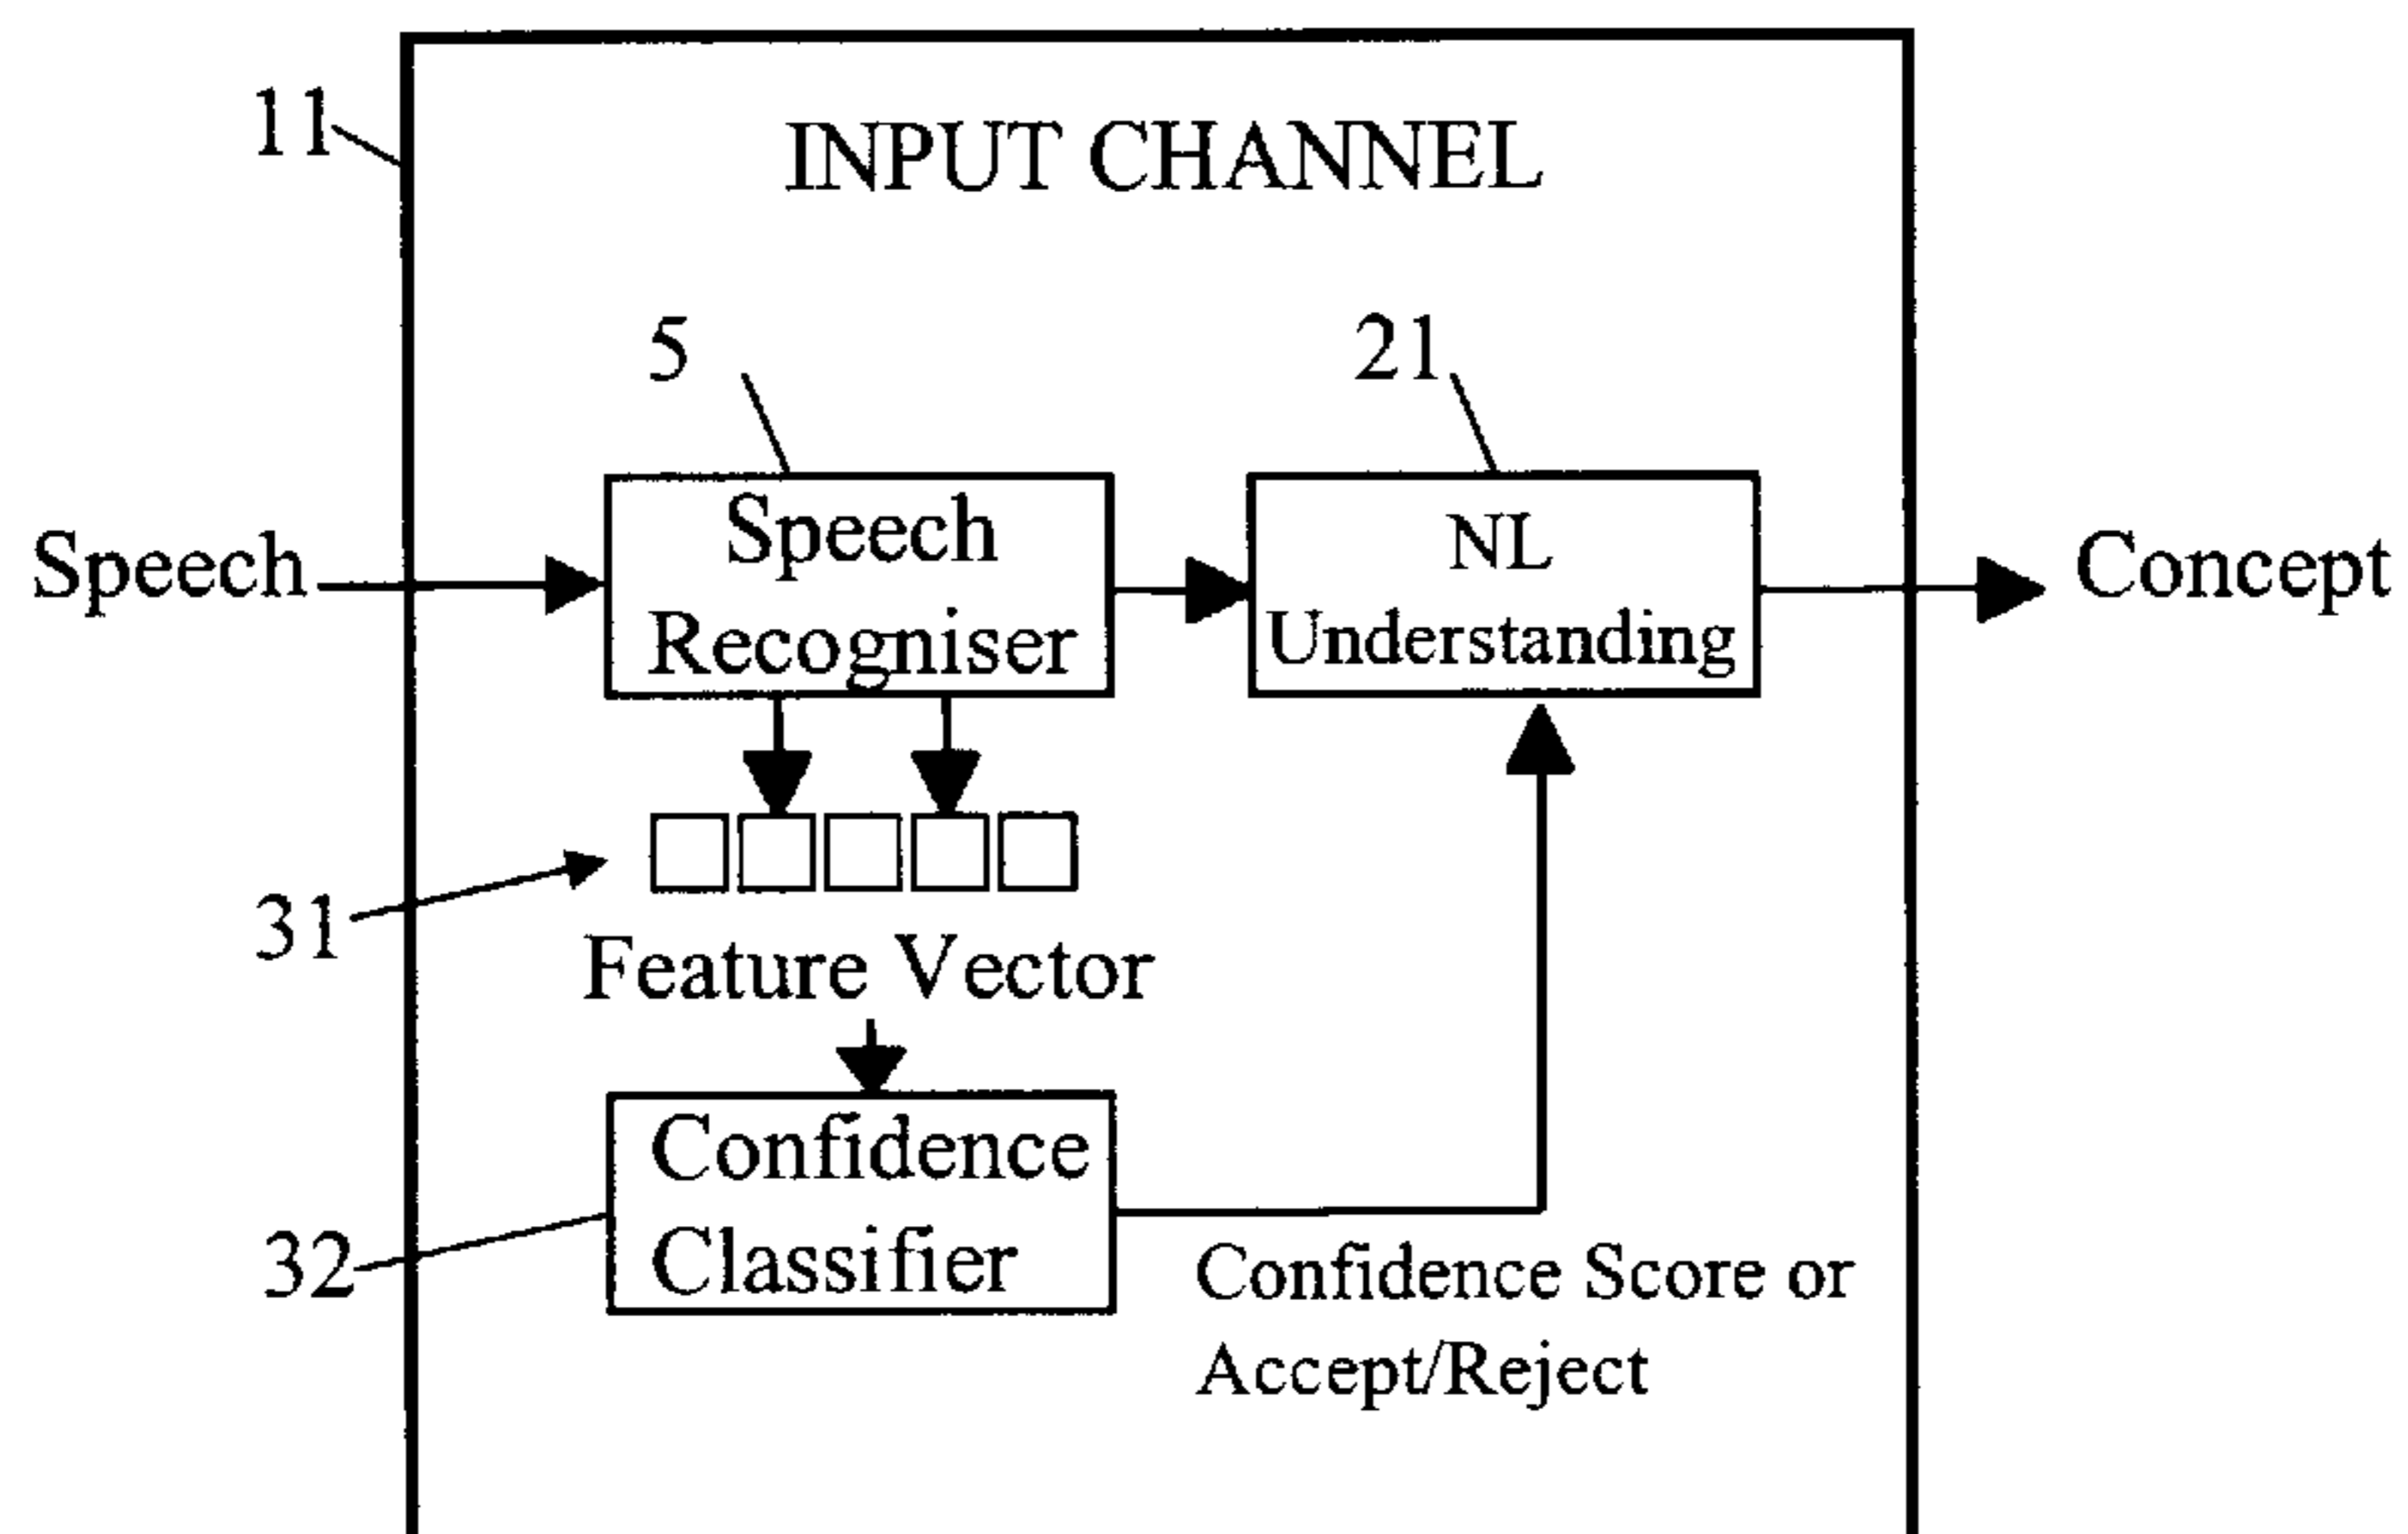 11
INPUT CHANNEL
5
21
Speech
Speech
Recogniser
NL
Understanding
Concept
31
Feature Vector
32
Confidence
Classifier
Confidence Score or
Accept/Reject